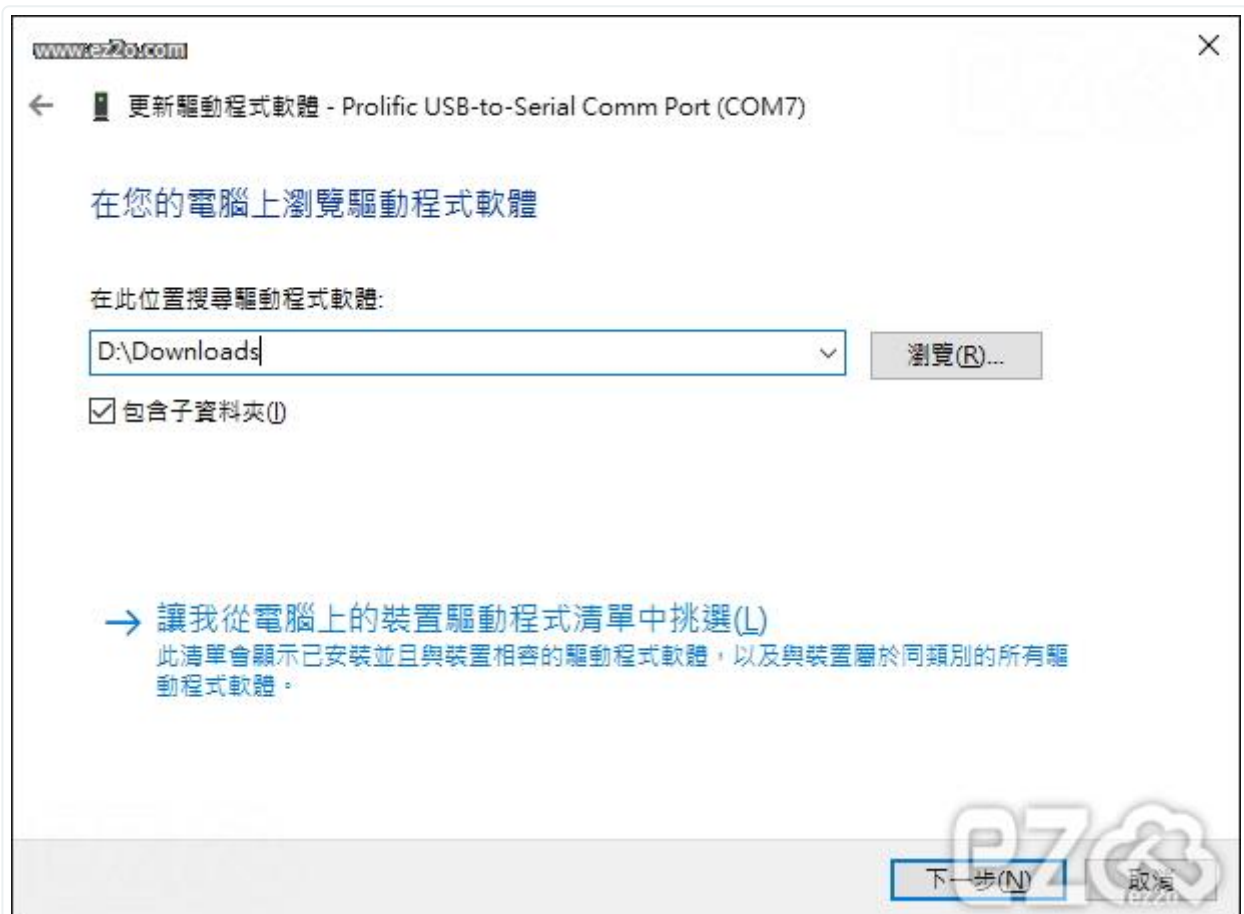 www.ez2o.com
更新驅動程式軟體 - Prolific USB-to-Serial Comm Port (COM7)
在您的電腦上瀏覽驅動程式軟體
在此位置搜尋驅動程式軟體:
D:\Downloads
瀏覽(R)...
包含子資料夾(I)
讓我從電腦上的裝置驅動程式清單中挑選(L)
此清單會顯示已安裝並且與裝置相容的驅動程式軟體，以及與裝置屬於同類別的所有驅
動程式軟體。
下一步(N)
取消
ez2o